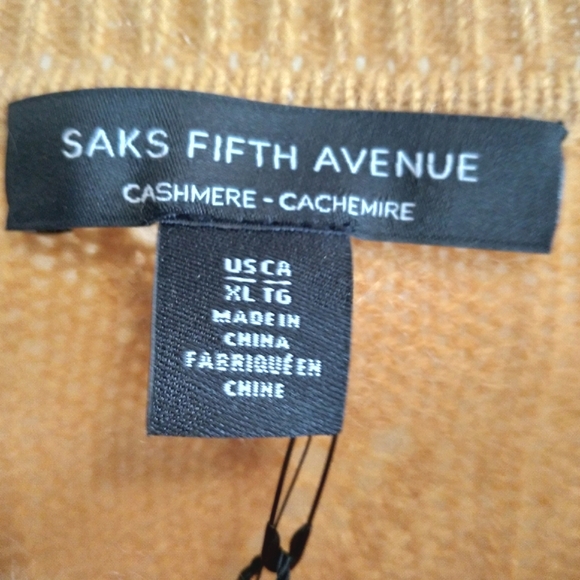 SAKS FIFTH AVENUE
CASHMERE - CACHEMIRE
US CA
XL TG
MADE IN
CHINA
FABRIQUÉ EN
CHINE